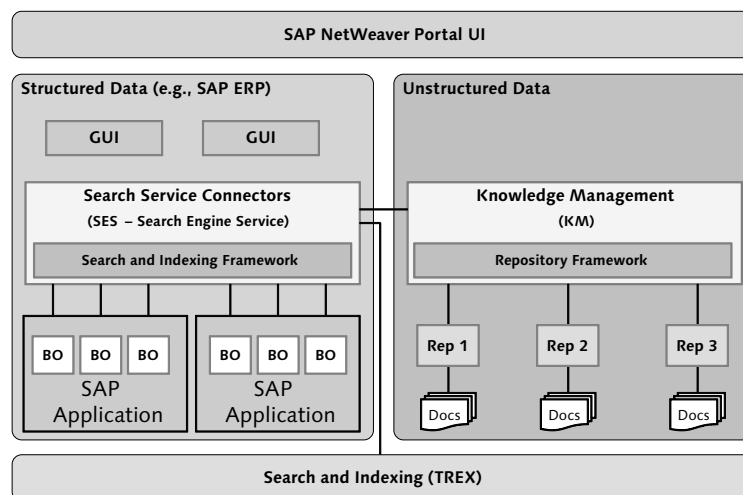 SAP NetWeaver Portal UI
Structured Data (e.g., SAP ERP)
GUI
GUI
Search Service Connectors
(SES – Search Engine Service)
Search and Indexing Framework
BO
BO
BO
SAP
Application
BO
BO
BO
SAP
Application
Unstructured Data
Knowledge Management
(KM)
Repository Framework
Rep 1
Rep 2
Rep 3
Docs
Docs
Docs
Search and Indexing (TREX)